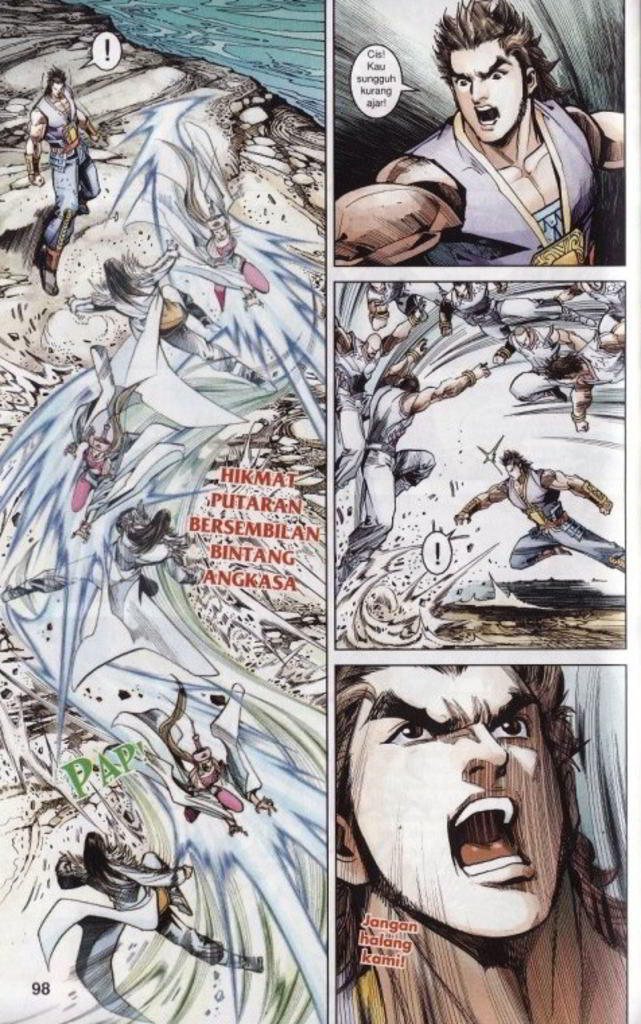 !
HIKMAT
PUTARAN
BERSEMBILAN
BINTANG
ANGKASA
PAP!
98
Cis!
Kau
sungguh
kurang
ajar!
!
Jangan
halang
kami!